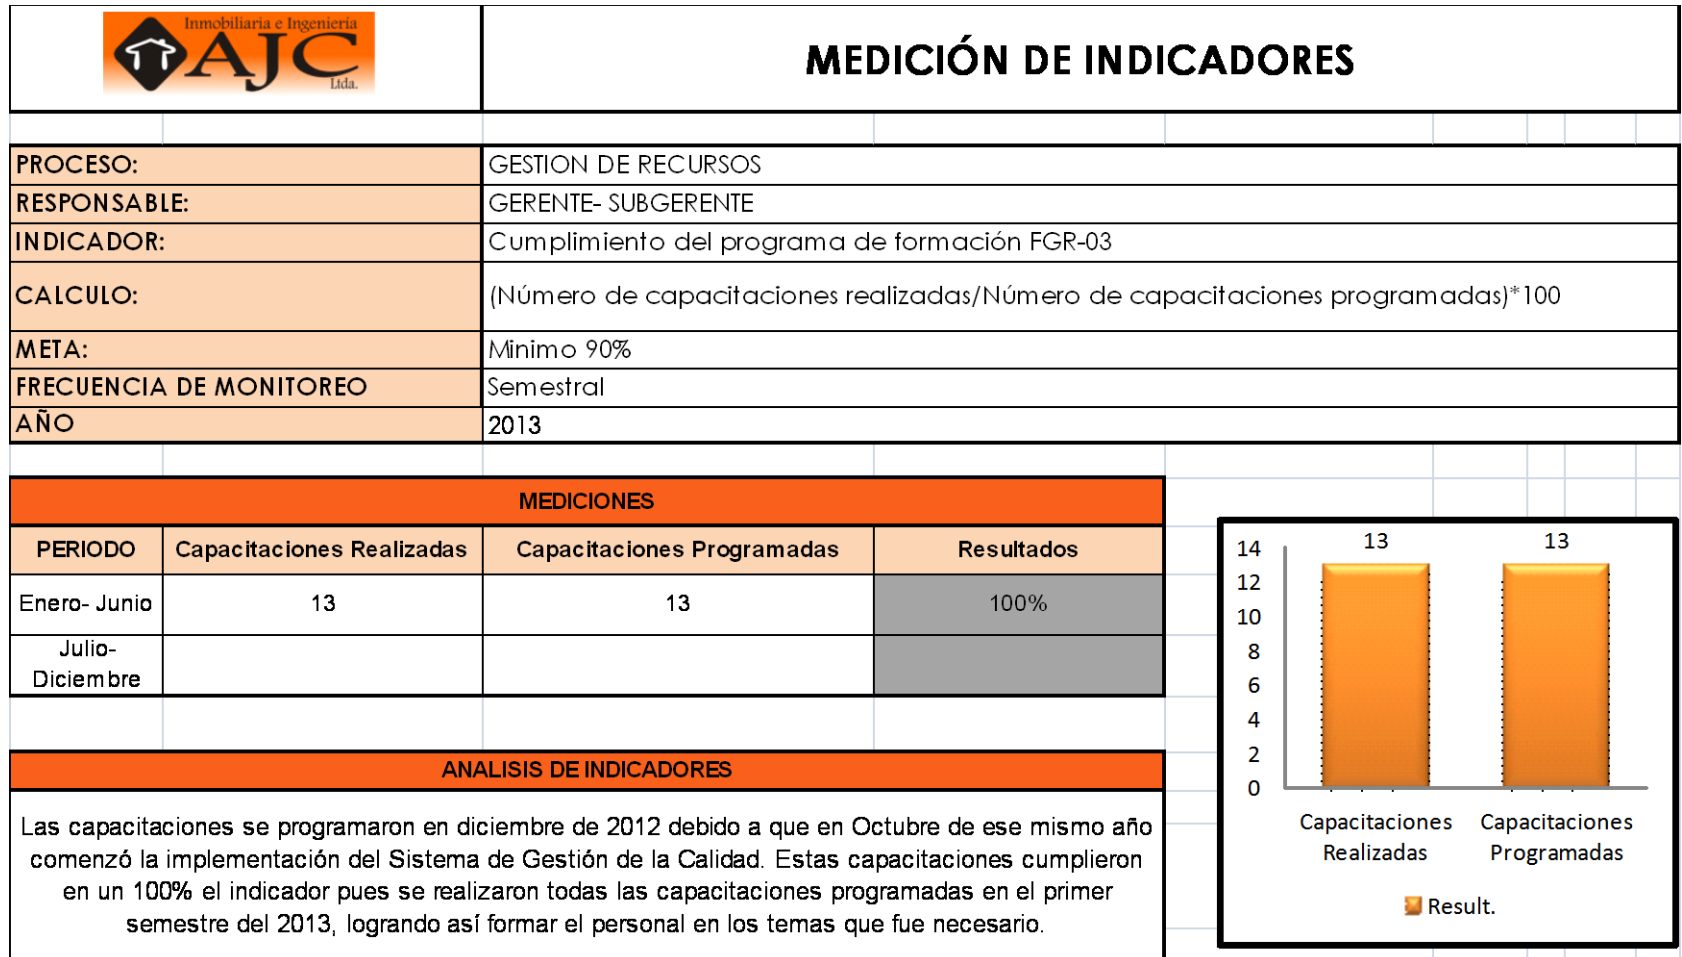 Inmobiliaria e Ingenieria
AJC
Ltda.
MEDICIÓN DE INDICADORES
PROCESO: GESTION DE RECURSOS
RESPONSABLE: GERENTE- SUBGERENTE
INDICADOR: Cumplimiento del programa de formación FGR-03
CALCULO: (Número de capacitaciones realizadas/Número de capacitaciones programadas)*100
META: Minimo 90%
FRECUENCIA DE MONITOREO Semestral
AÑO 2013
MEDICIONES
PERIODO Capacitaciones Realizadas Capacitaciones Programadas Resultados
Enero- Junio 13 13 100%
Julio-
Diciembre
ANALISIS DE INDICADORES
Las capacitaciones se programaron en diciembre de 2012 debido a que en Octubre de ese mismo año
comenzó la implementación del Sistema de Gestión de la Calidad. Estas capacitaciones cumplieron
en un 100% el indicador pues se realizaron todas las capacitaciones programadas en el primer
semestre del 2013, logrando así formar el personal en los temas que fue necesario.
13 13
14
12
10
8
6
4
2
0
Capacitaciones Capacitaciones
Realizadas Programadas
Result.